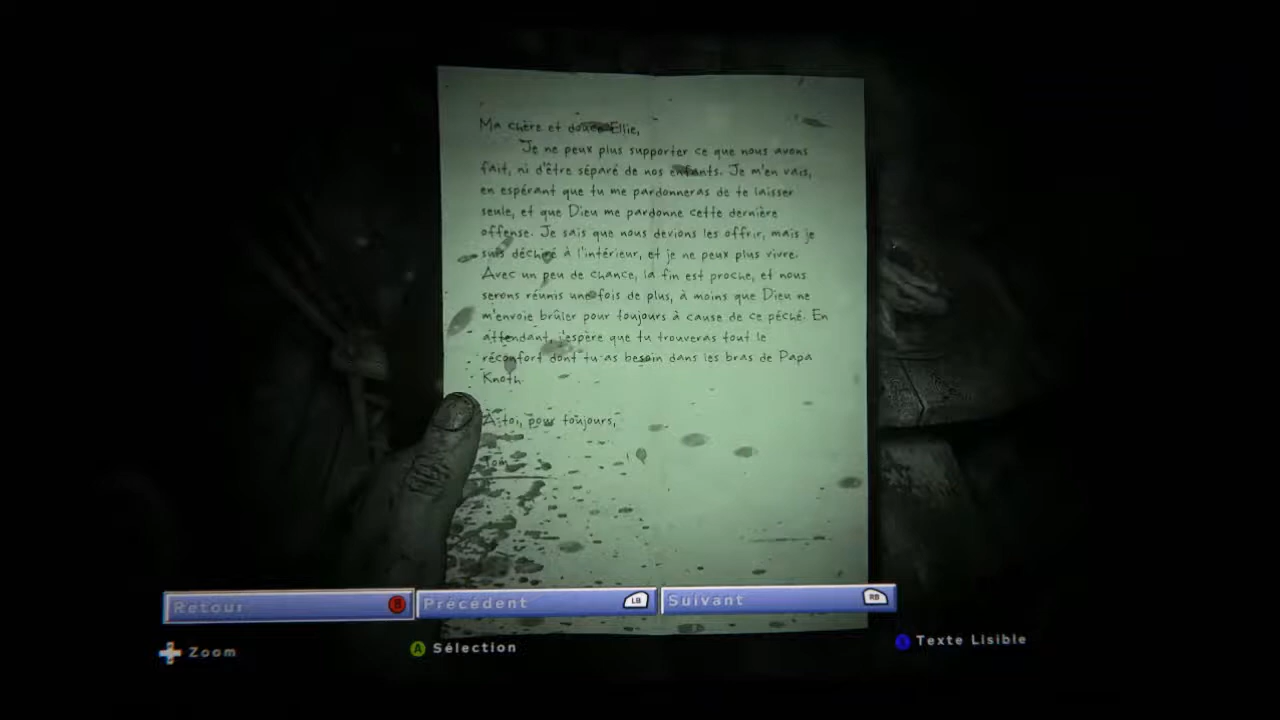 Ma chère et douce Ellie,
Je ne peux plus supporter ce que nous avons
fait, ni d'être séparé de nos enfants. Je m'en vais,
en espérant que tu me pardonneras de te laisser
seule, et que Dieu me pardonne cette dernière
offense. Je sais que nous devions les offrir, mais je
suis déchiré à l'intérieur, et je ne peux plus vivre.
Avec un peu de chance, la fin est proche, et nous
serons réunis une fois de plus, à moins que Dieu ne
m'envoie brûler pour toujours à cause de ce péché. En
attendant, j'espère que tu trouveras tout le
réconfort dont tu as besoin dans les bras de Papa
Knoth.
À toi, pour toujours,
Retour B Précédent LB Suivant RB
Zoom A Sélection X Texte Lisible